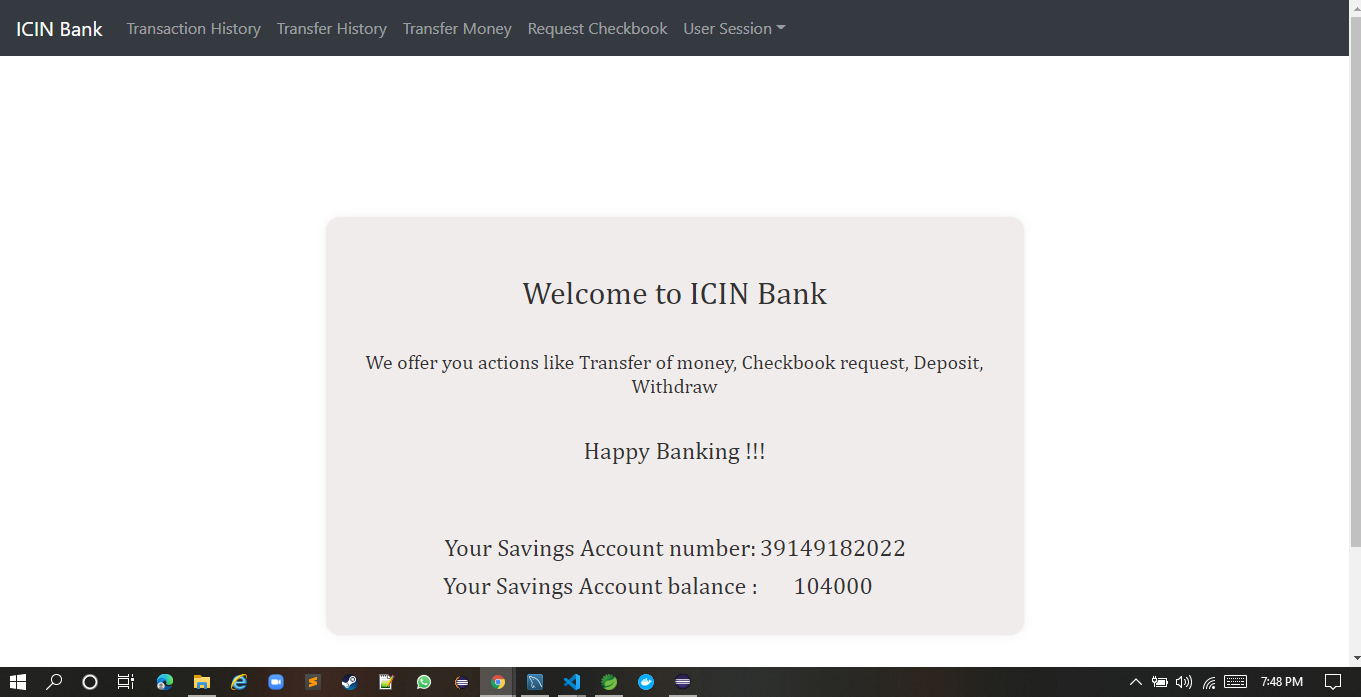 ICIN Bank Transaction History Transfer History Transfer Money Request Checkbook User Session
Welcome to ICIN Bank
We offer you actions like Transfer of money, Checkbook request, Deposit,
Withdraw
Happy Banking !!!
Your Savings Account number: 39149182022
Your Savings Account balance : 104000
7:48 PM